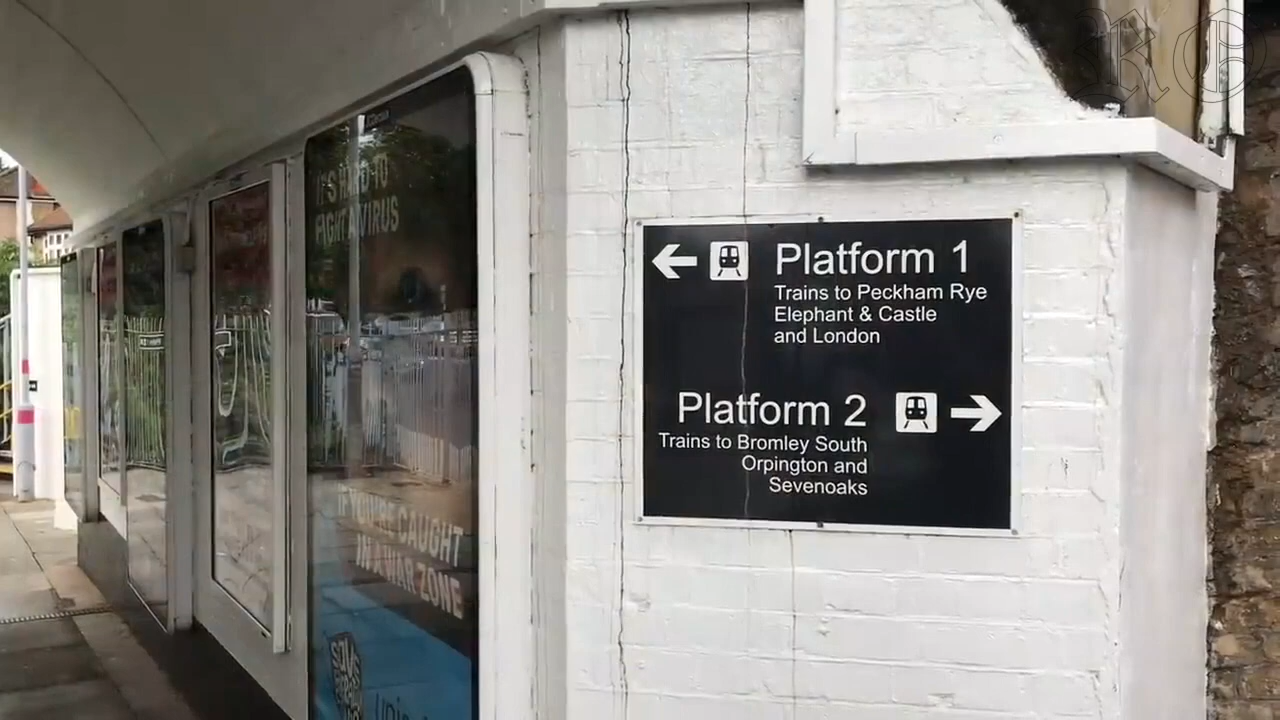 IT'S HARD TO
FIGHT A VIRUS
IF YOU'RE CAUGHT
IN A WAR ZONE
Platform 1
Trains to Peckham Rye
Elephant & Castle
and London
Platform 2
Trains to Bromley South
Orpington and
Sevenoaks